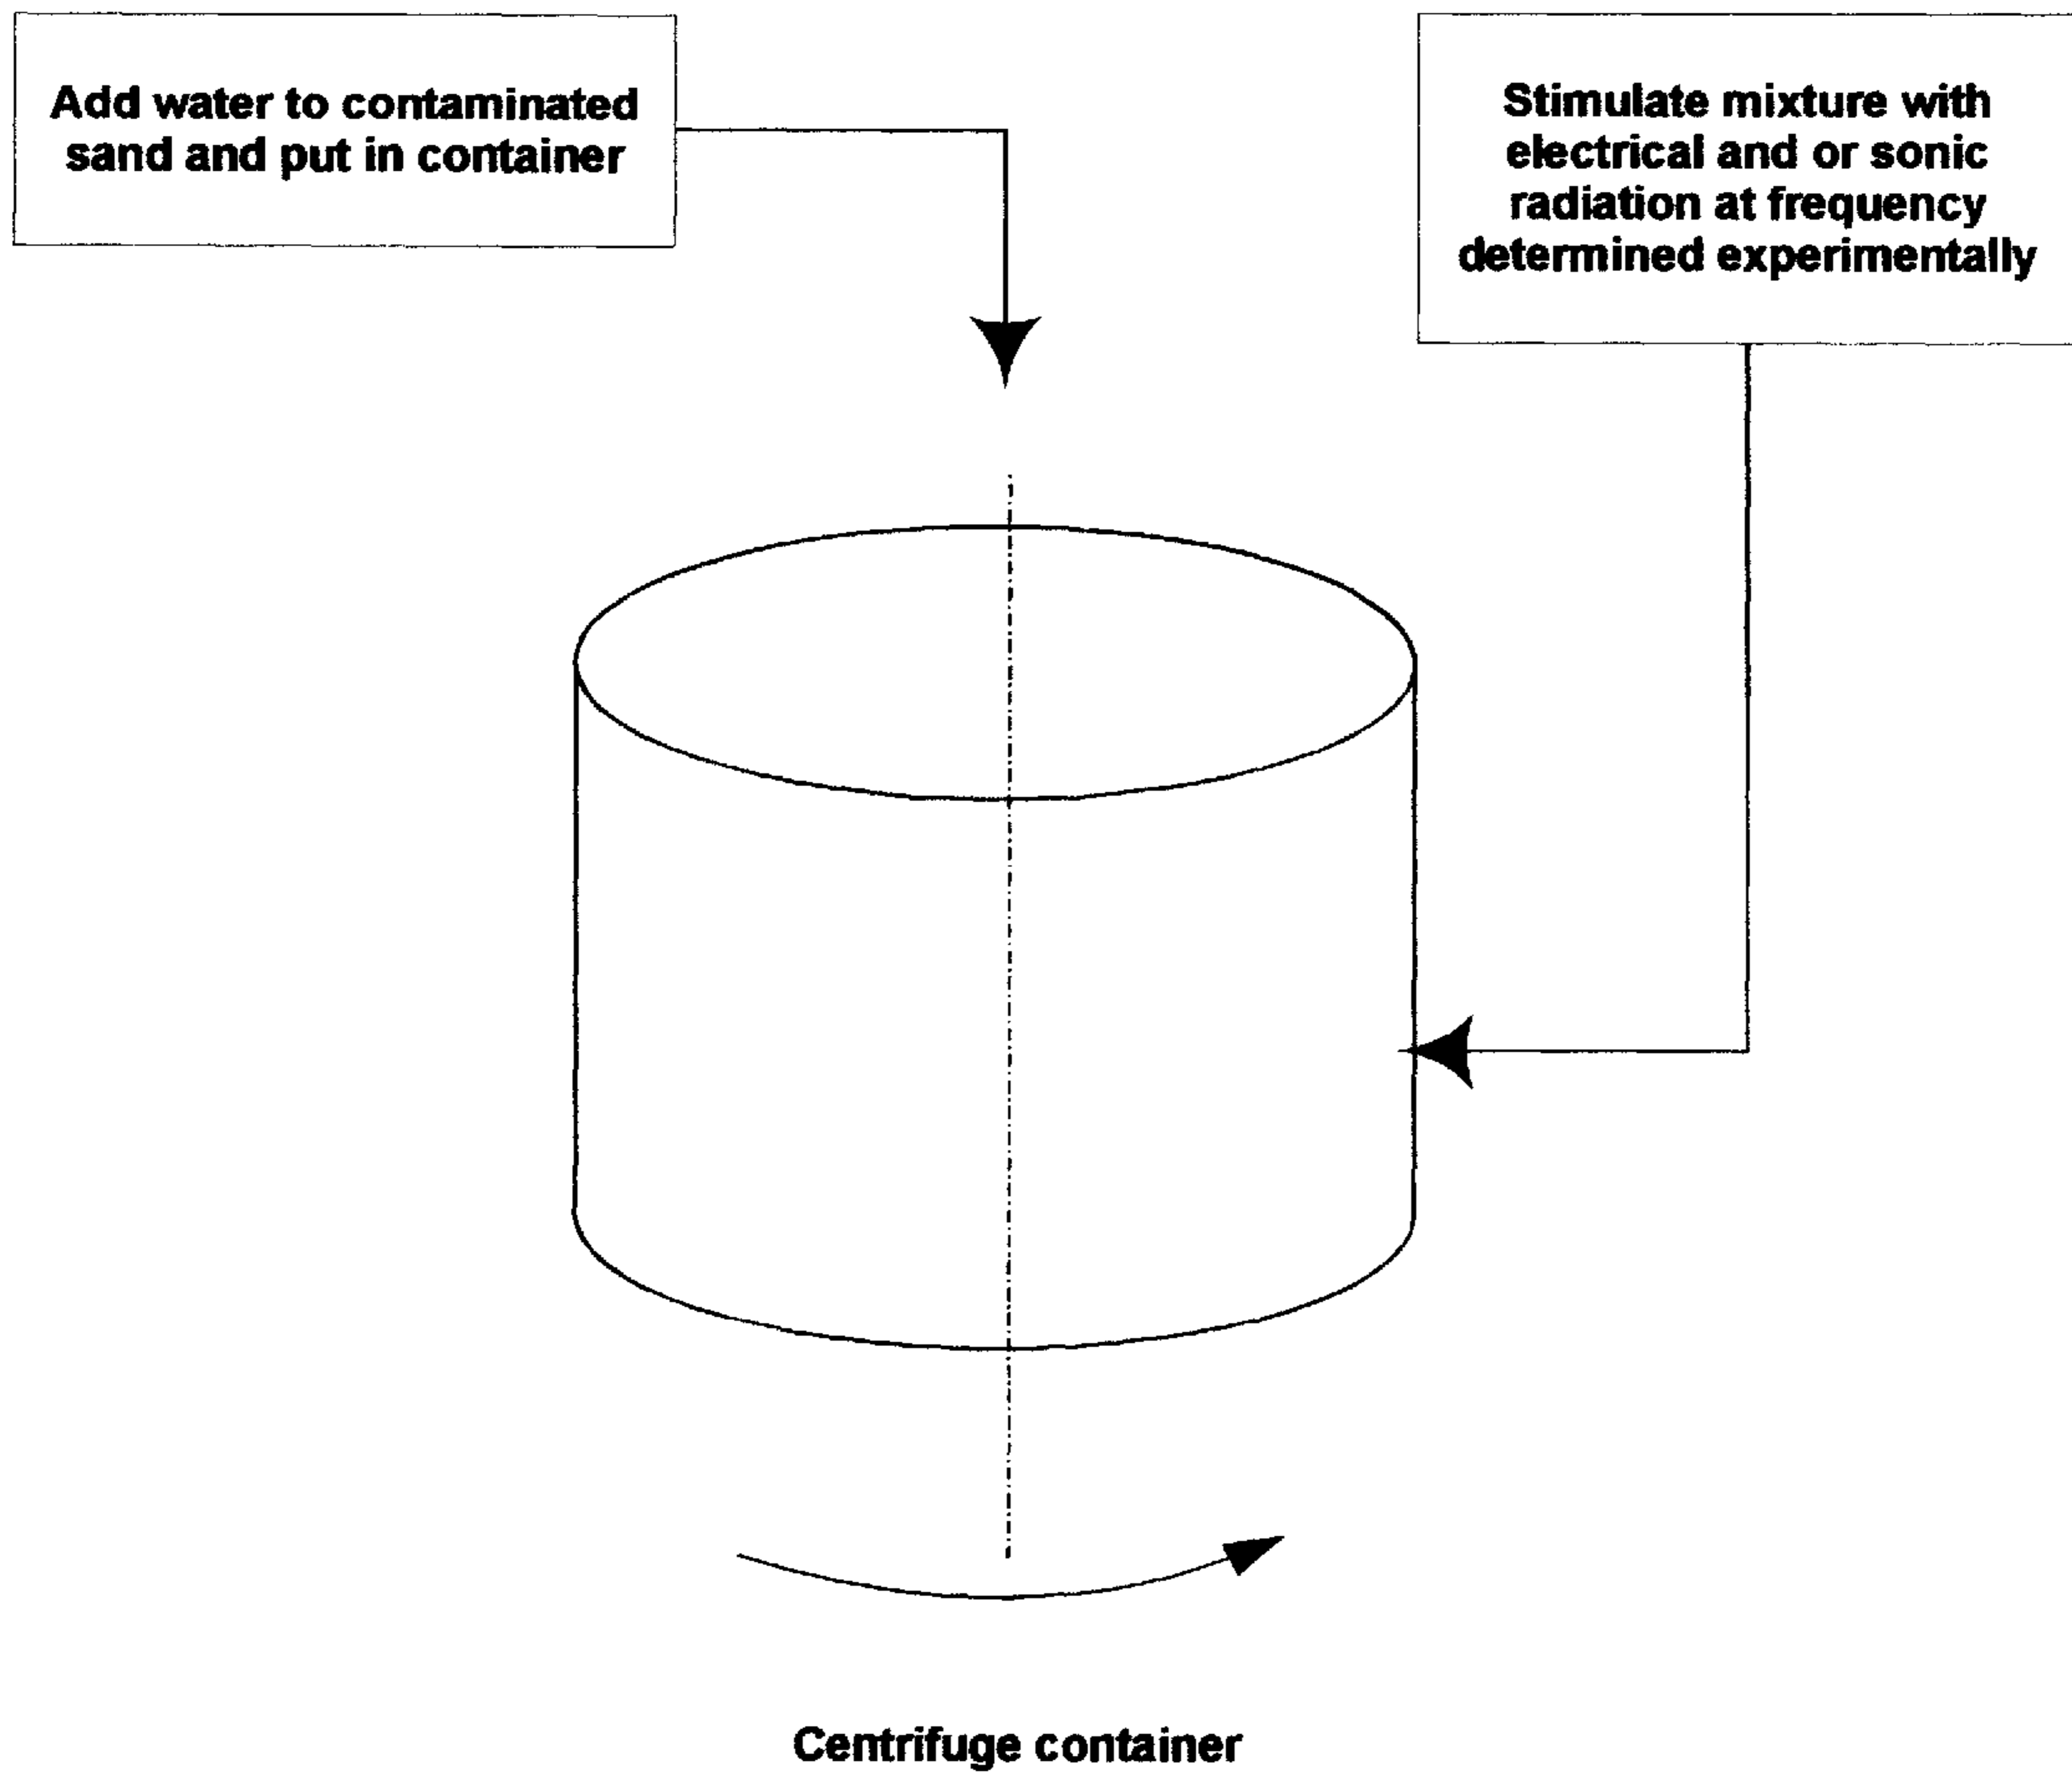 Add water to contaminated
sand and put in container
Stimulate mixture with
electrical and or sonic
radiation at frequency
determined experimentally
Centrifuge container